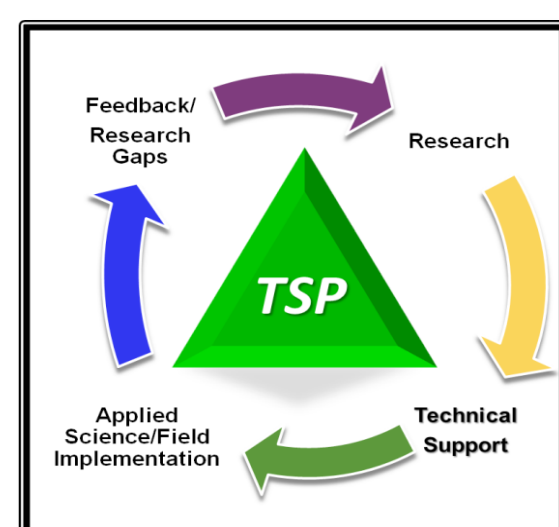 Feedback/
Research
Gaps
Research
TSP
Applied
Science/Field
Implementation
Technical
Support